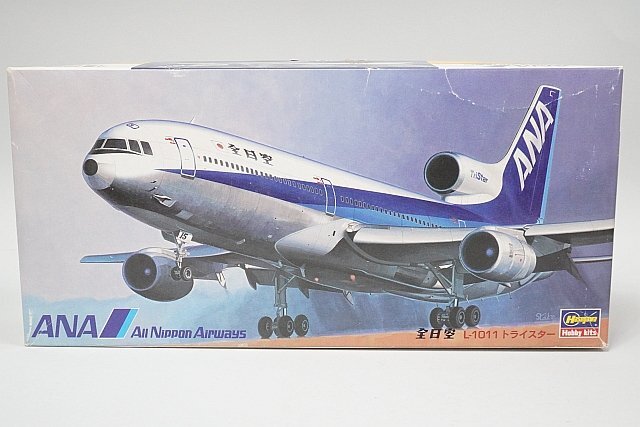 全日空
TriStar
ANA
15
ANA All Nippon Airways
全日空 L-1011 トライスター
Hasegawa
Hobby kits